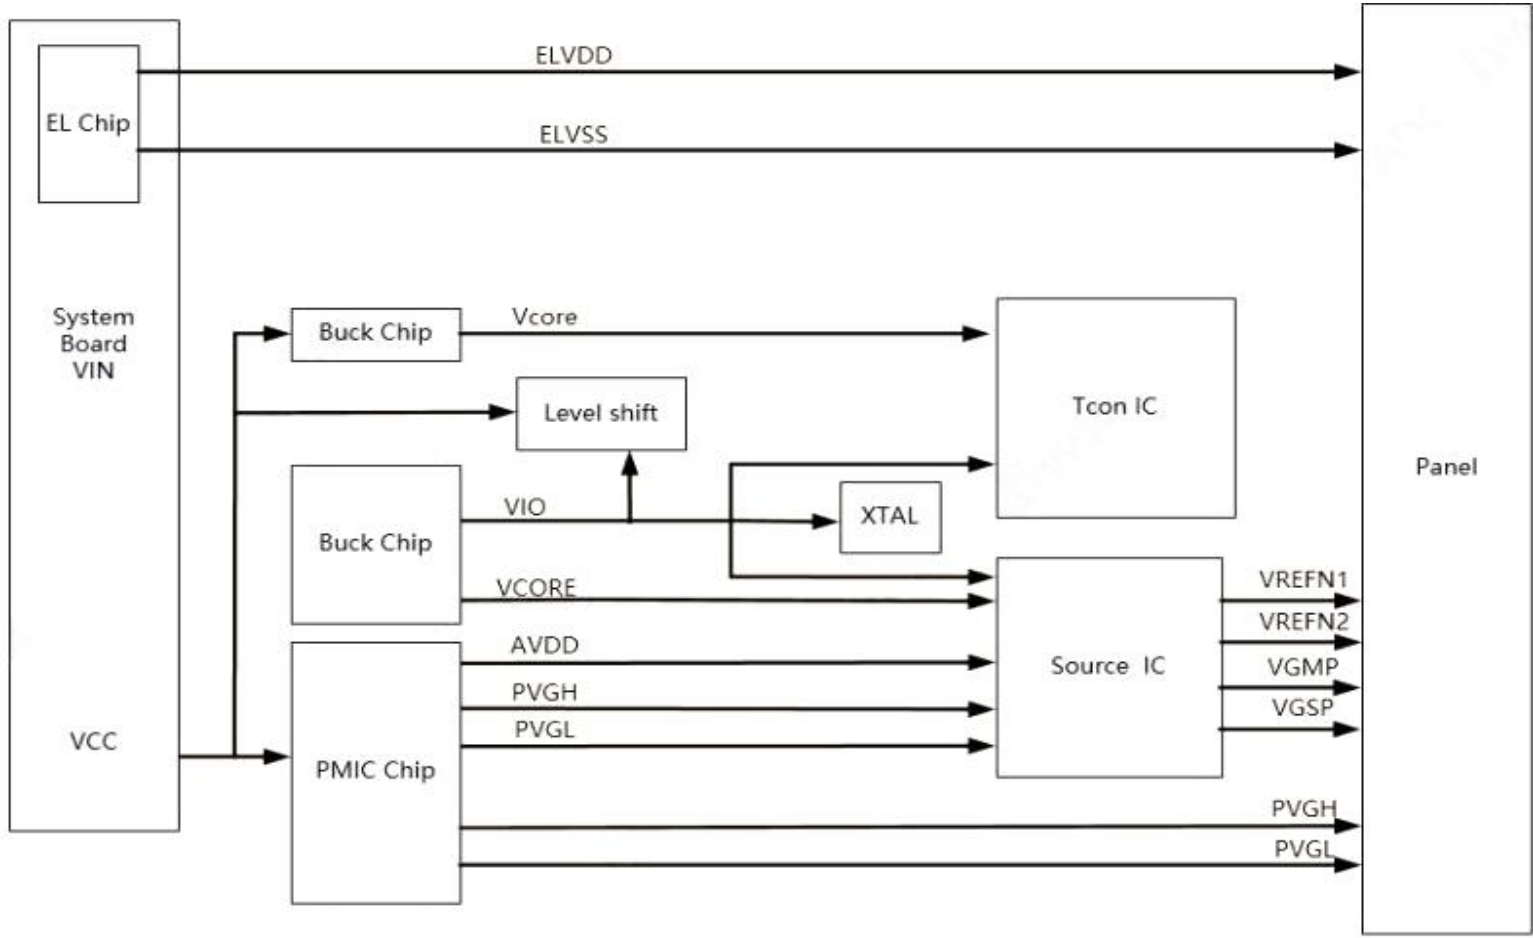 ELVDD
EL Chip
ELVSS
System
Board
VIN
Buck Chip
Vcore
Level shift
Tcon IC
Panel
VIO
XTAL
Buck Chip
VCORE
VREFN1
VREFN2
AVDD
Source IC
VGMP
PVGH
VGSP
PVGL
VCC
PMIC Chip
PVGH
PVGL